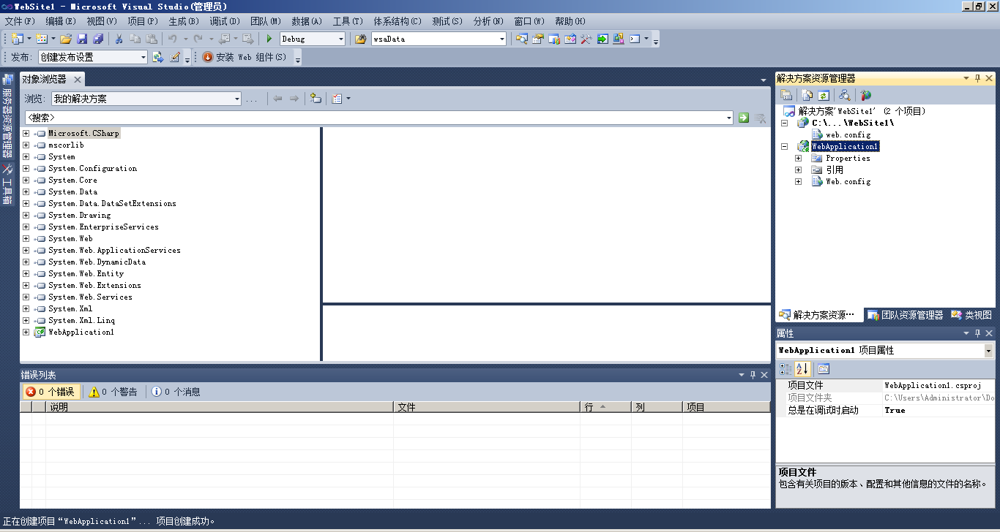 WebSite1 - Microsoft Visual Studio(管理员)
文件(F) 编辑(E) 视图(V) 项目(P) 生成(B) 调试(D) 团队(M) 数据(A) 工具(T) 体系结构(C) 测试(S) 分析(N) 窗口(W) 帮助(H)
Debug wsaData
发布: 创建发布设置 安装 Web 组件(S)
服务器资源管理器
工具箱
对象浏览器
浏览: 我的解决方案 ...
<搜索>
Microsoft.CSharp
mscorlib
System
System.Configuration
System.Core
System.Data
System.Data.DataSetExtensions
System.Drawing
System.EnterpriseServices
System.Web
System.Web.ApplicationServices
System.Web.DynamicData
System.Web.Entity
System.Web.Extensions
System.Web.Services
System.Xml
System.Xml.Linq
WebApplication1
错误列表
0 个错误 0 个警告 0 个消息
说明 文件 行 列 项目
解决方案资源管理器
解决方案'WebSite1' (2 个项目)
C:\...\WebSite1\
web.config
WebApplication1
Properties
引用
Web.config
解决方案资源... 团队资源管理器 类视图
属性
WebApplication1 项目属性
项目文件 WebApplication1.csproj
项目文件夹 C:\Users\Administrator\Do
总是在调试时启动 True
项目文件
包含有关项目的版本、配置和其他信息的文件的名称。
正在创建项目“WebApplication1”... 项目创建成功。